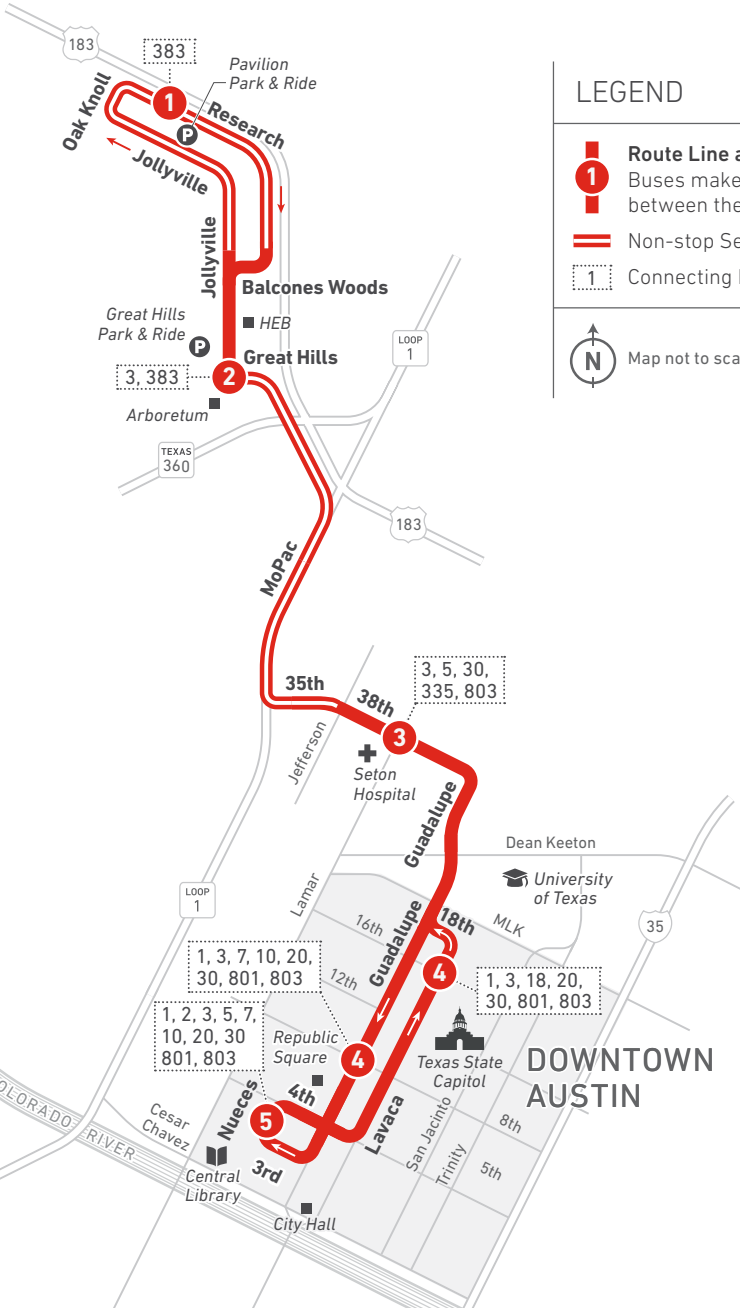 183
383
Pavilion
Park & Ride
1
Oak Knoll
Research
P
Jollyville
Jollyville
Balcones Woods
Great Hills
Park & Ride
HEB
P
Great Hills
3, 383
2
Arboretum
LOOP
1
TEXAS
360
183
MoPac
LEGEND
1
Route Line a
Buses make
between the
Non-stop Se
1
Connecting
N
Map not to sca
35th
38th
3, 5, 30,
335, 803
3
Jefferson
Seton
Hospital
Guadalupe
Dean Keeton
University
of Texas
LOOP
1
Lamar
MLK
35
16th
Guadalupe
18th
1, 3, 7, 10, 20,
30, 801, 803
12th
4
1, 3, 18, 20,
30, 801, 803
1, 2, 3, 5, 7,
10, 20, 30
801, 803
Republic
Square
4
Texas State
Capitol
DOWNTOWN
AUSTIN
Nueces
4th
5
Lavaca
San Jacinto
Trinity
8th
5th
COLORADO RIVER
Cesar
Chavez
3rd
Central
Library
City Hall